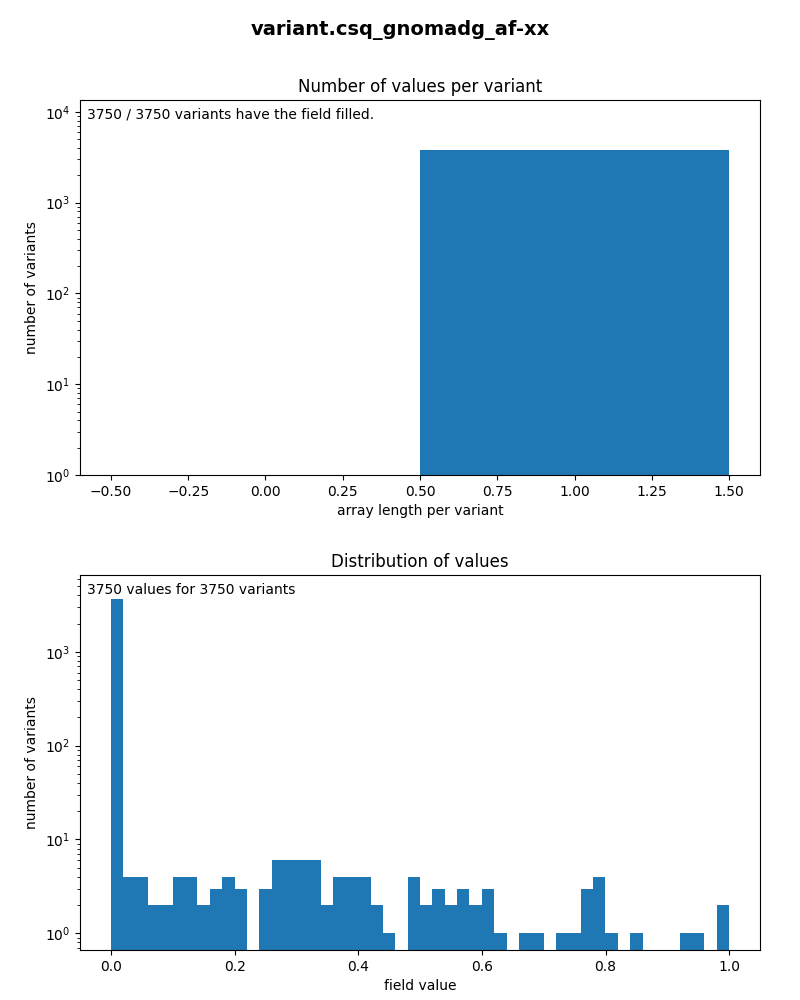 variant.csq_gnomadg_af-xx
Number of values per variant
3750 / 3750 variants have the field filled.
number of variants
10⁴
10³
10²
10¹
10⁰
−0.50 −0.25 0.00 0.25 0.50 0.75 1.00 1.25 1.50
array length per variant
Distribution of values
3750 values for 3750 variants
number of variants
10³
10²
10¹
10⁰
0.0 0.2 0.4 0.6 0.8 1.0
field value